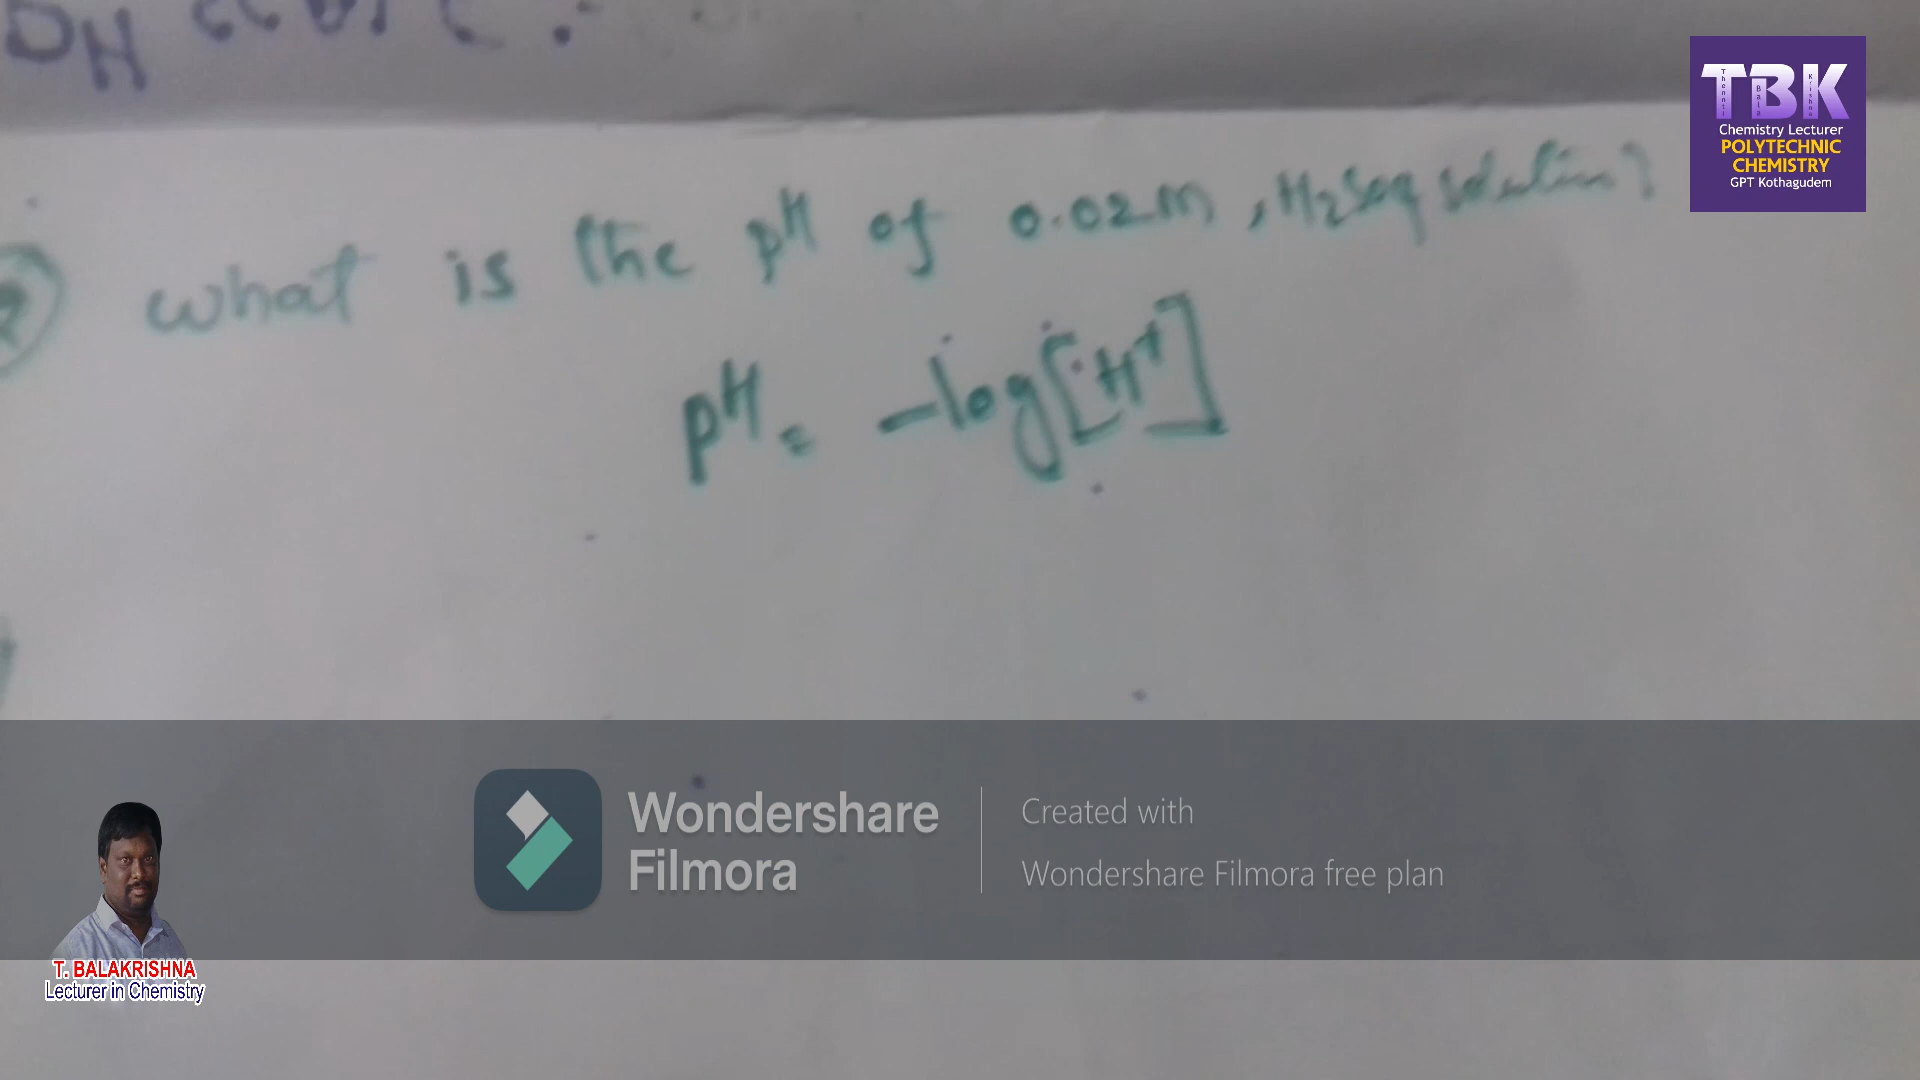 what is the pH of 0.02m, H2SO4 solution?
pH = -log[H+]
TBK
Chemistry Lecturer
POLYTECHNIC
CHEMISTRY
GPT Kothagudem
Wondershare
Filmora
Created with
Wondershare Filmora free plan
T. BALAKRISHNA
Lecturer in Chemistry